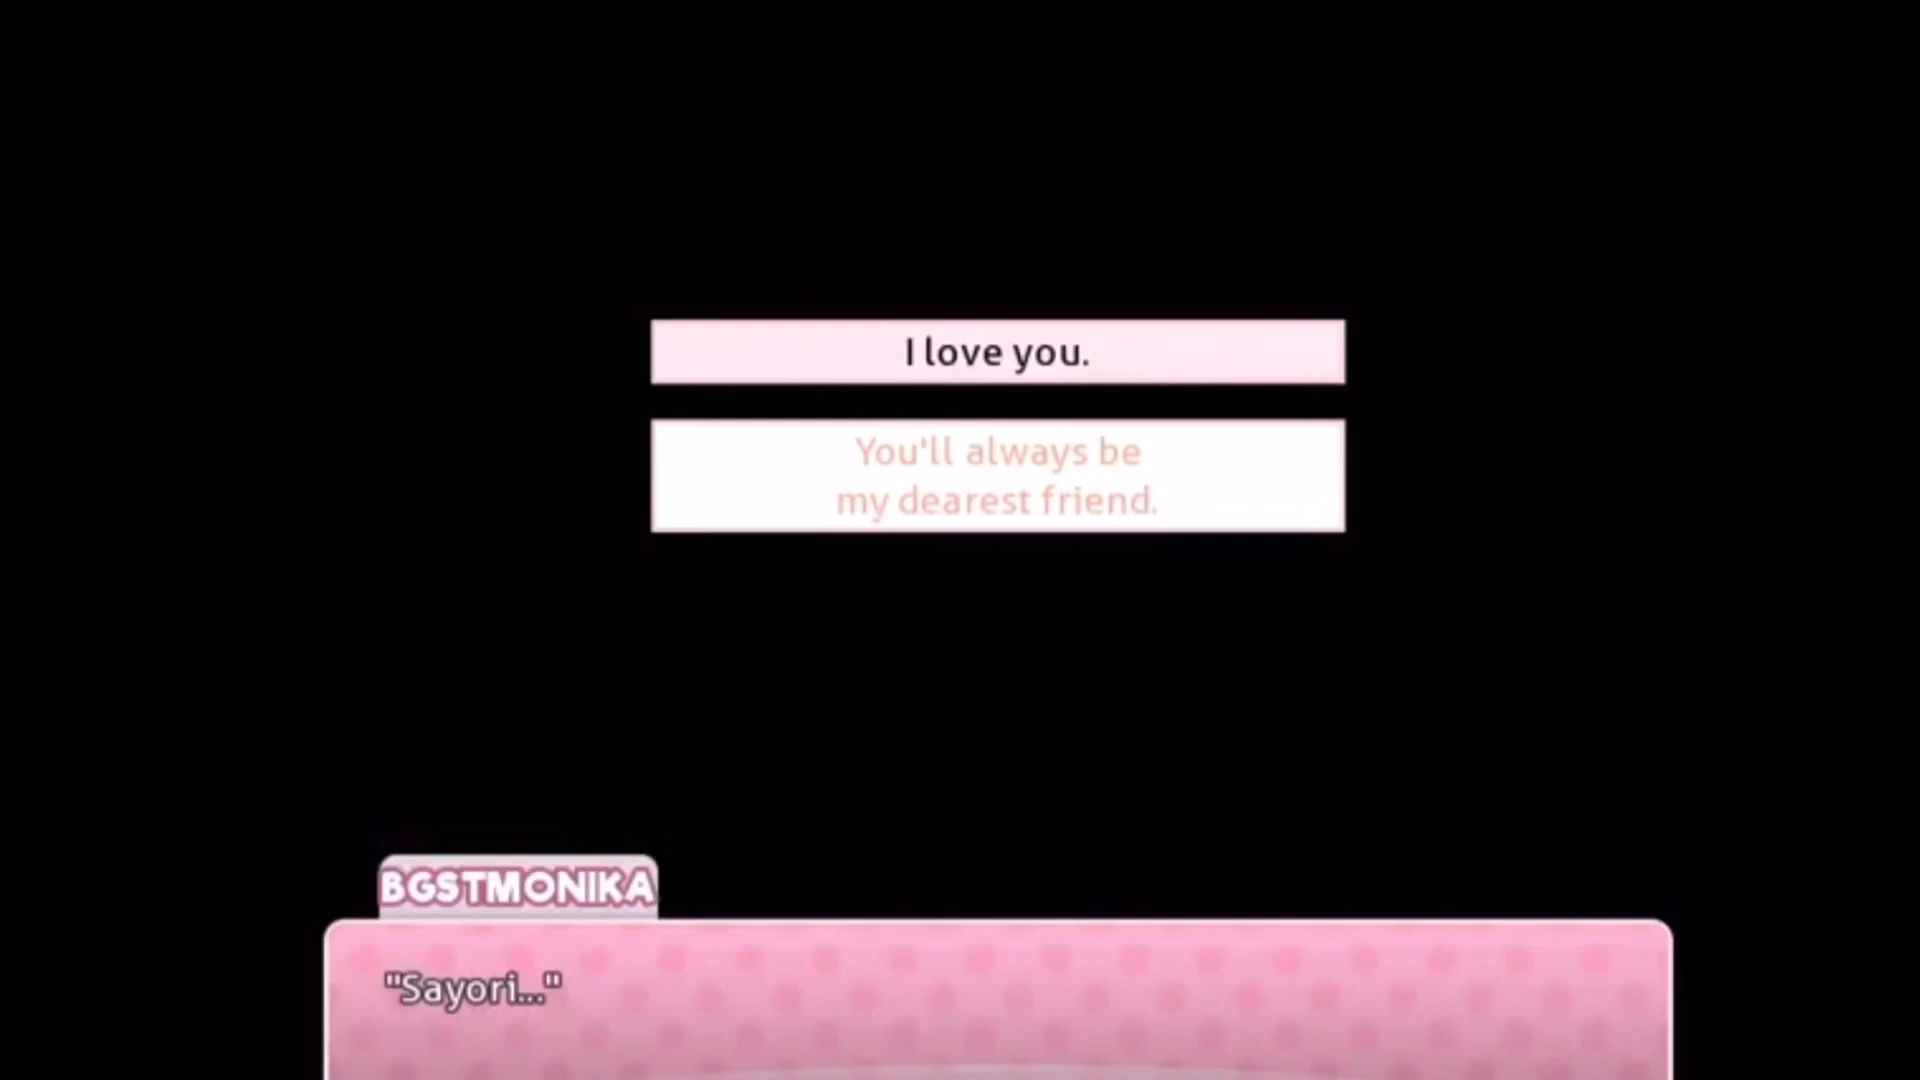 I love you.
You'll always be
my dearest friend.
BGSTMONIKA
"Sayori..."